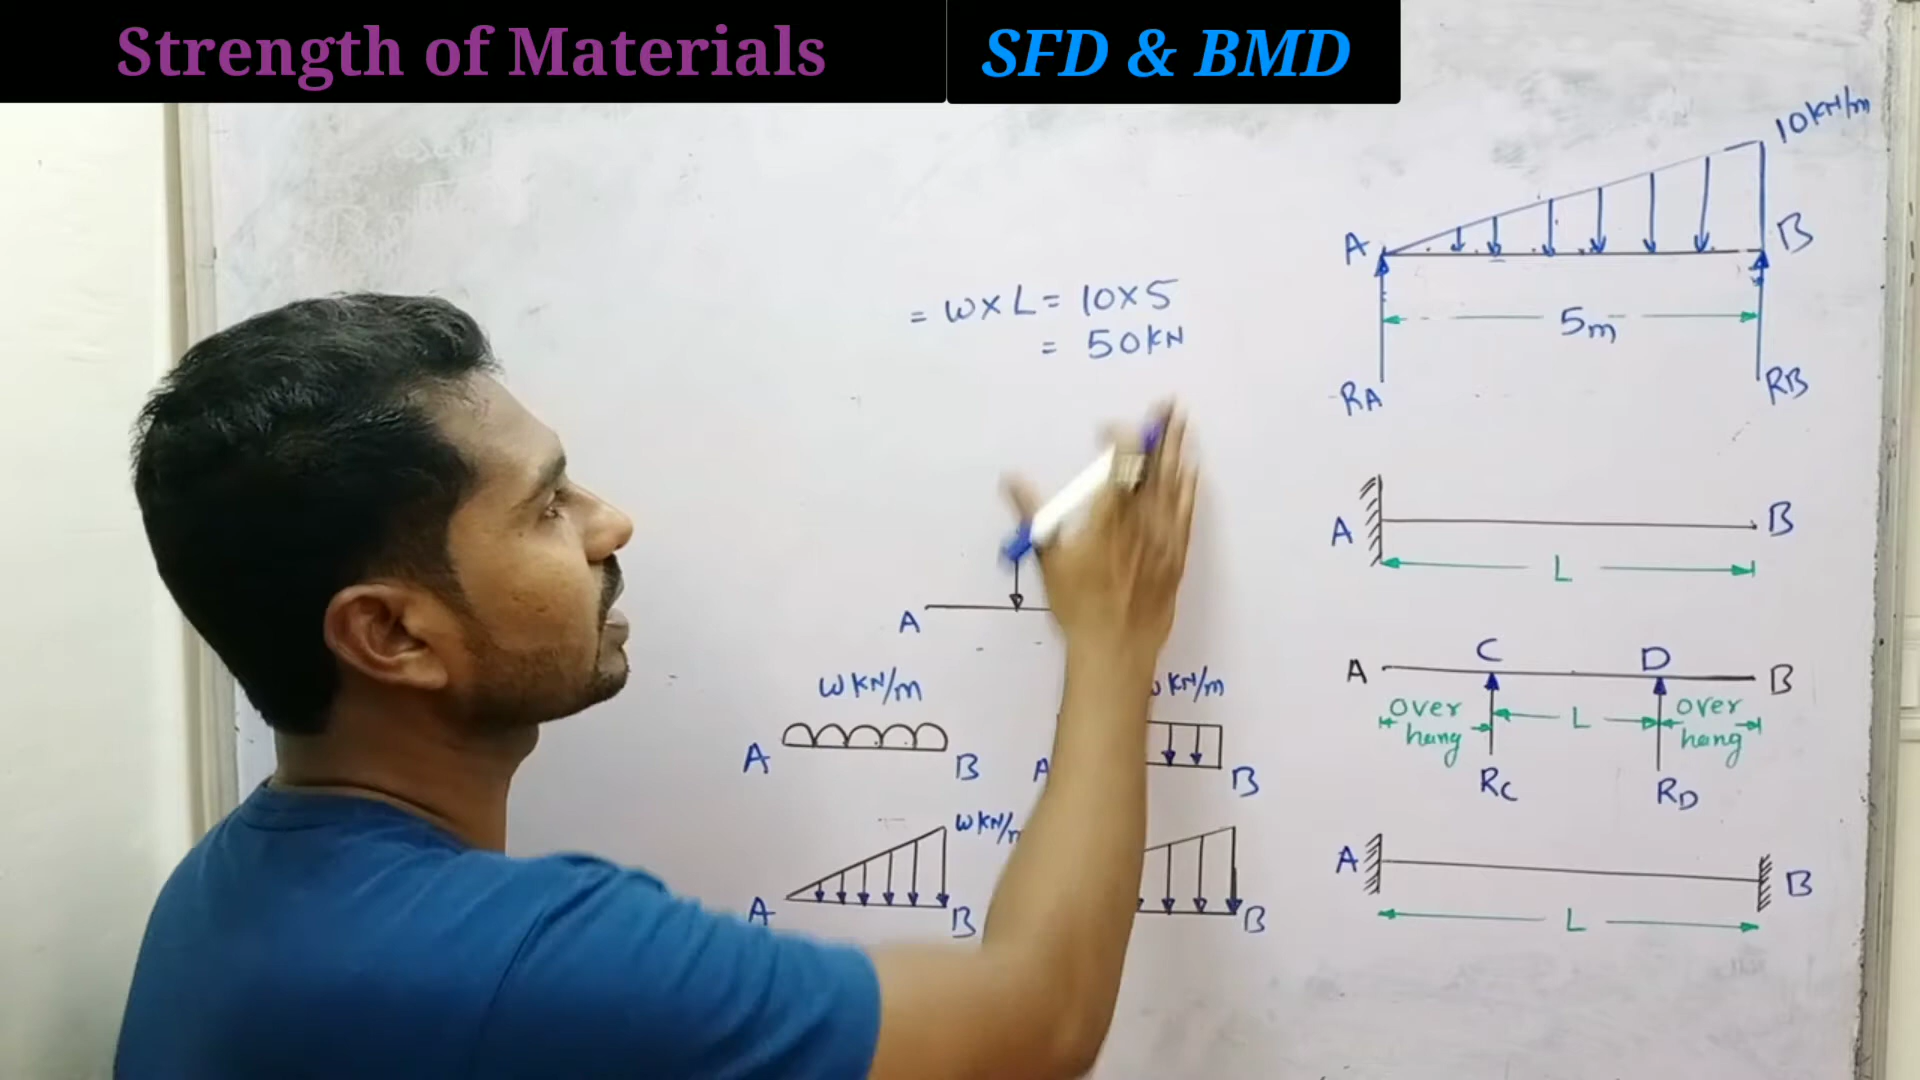 Strength of Materials
SFD & BMD
= W X L = 10 X 5
= 50KN
A
W KN/m
A
B
KN/m
A
B
W KN/m
A
B
B
10KN/m
A
B
5m
RA
RB
A
B
L
A
C
D
B
over hang
L
over hang
RC
RD
A
B
L